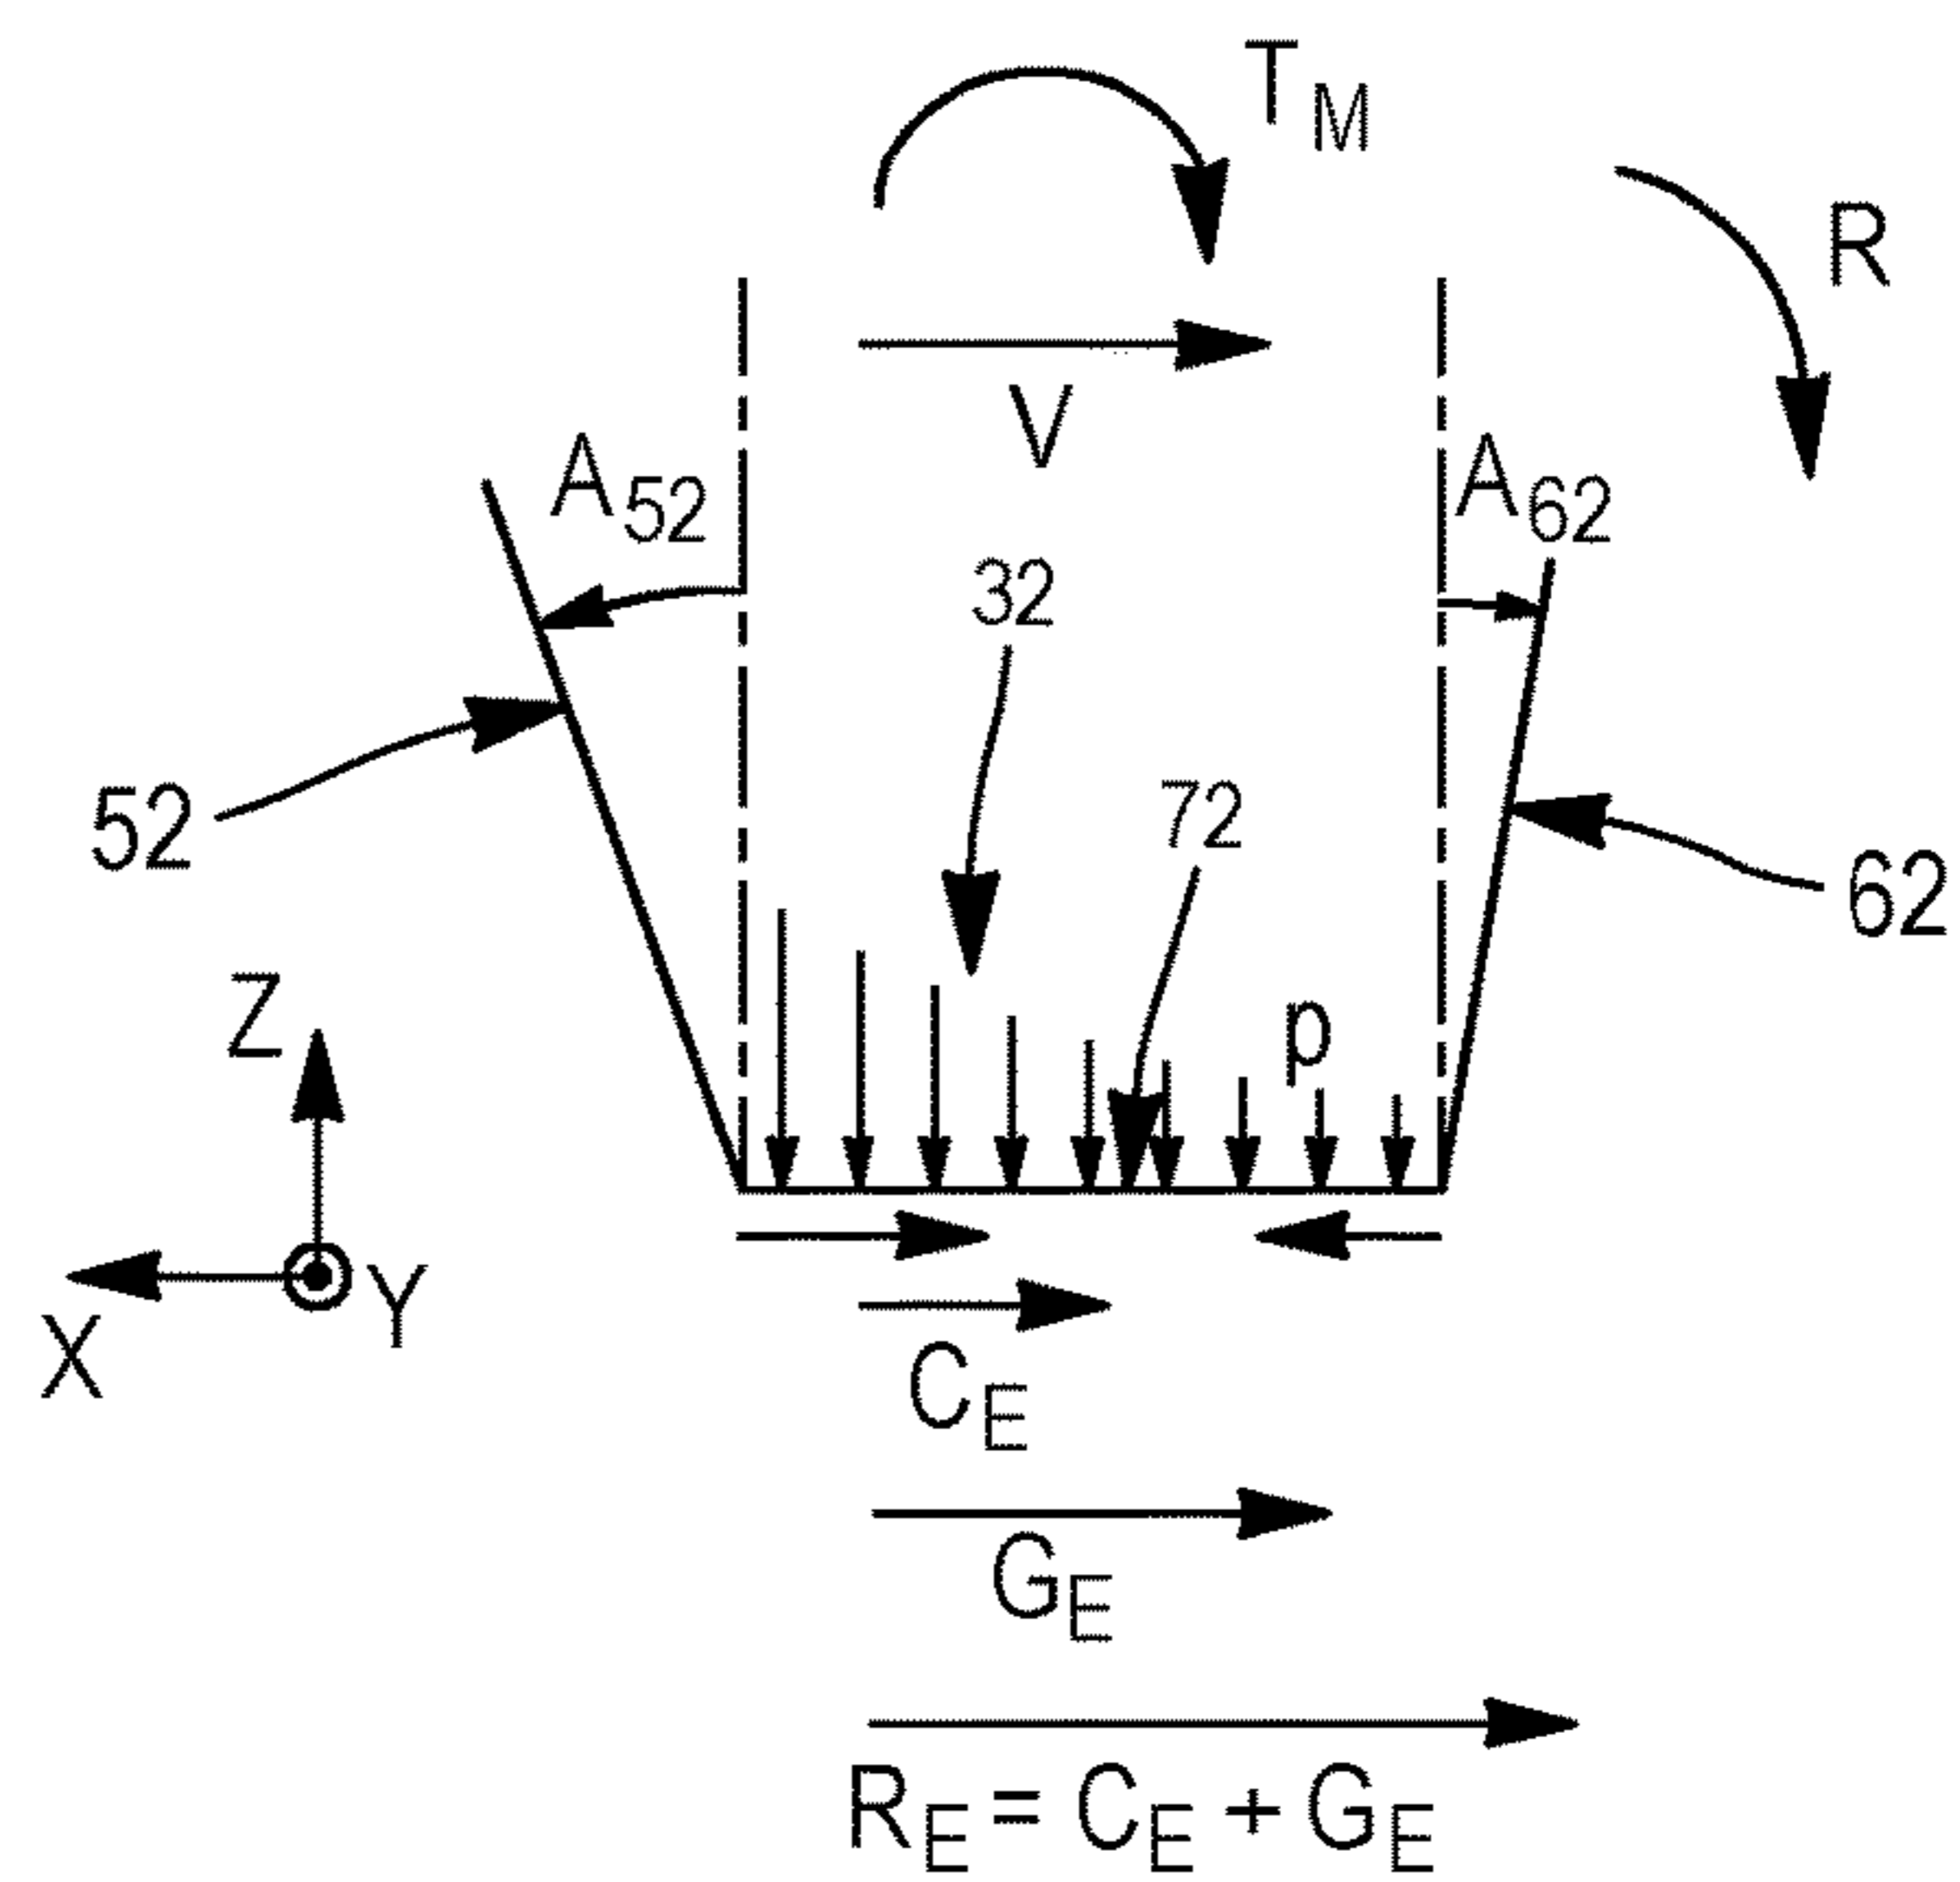 T_M
R
V
A_52
A_62
32
52
72
62
Z
p
X
Y
C_E
G_E
R_E = C_E + G_E